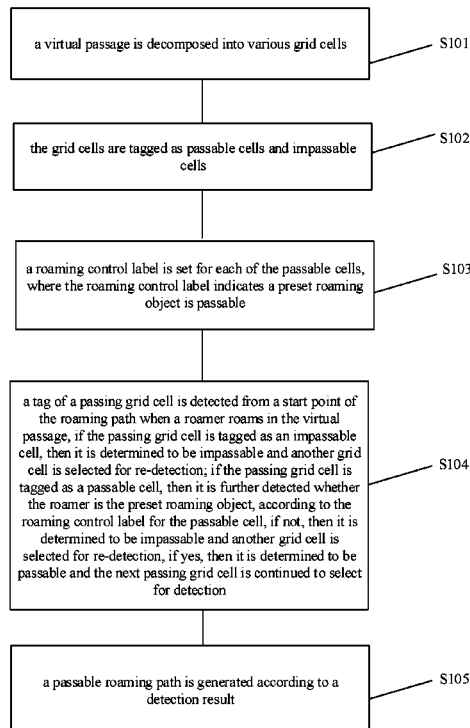 a virtual passage is decomposed into various grid cells
S101
the grid cells are tagged as passable cells and impassable
cells
S102
a roaming control label is set for each of the passable cells,
where the roaming control label indicates a preset roaming
object is passable
S103
a tag of a passing grid cell is detected from a start point of
the roaming path when a roamer roams in the virtual
passage, if the passing grid cell is tagged as an impassable
cell, then it is determined to be impassable and another grid
cell is selected for re-detection; if the passing grid cell is
tagged as a passable cell, then it is further detected whether
the roamer is the preset roaming object, according to the
roaming control label for the passable cell, if not, then it is
determined to be impassable and another grid cell is
selected for re-detection, if yes, then it is determined to be
passable and the next passing grid cell is continued to select
for detection
S104
a passable roaming path is generated according to a
detection result
S105